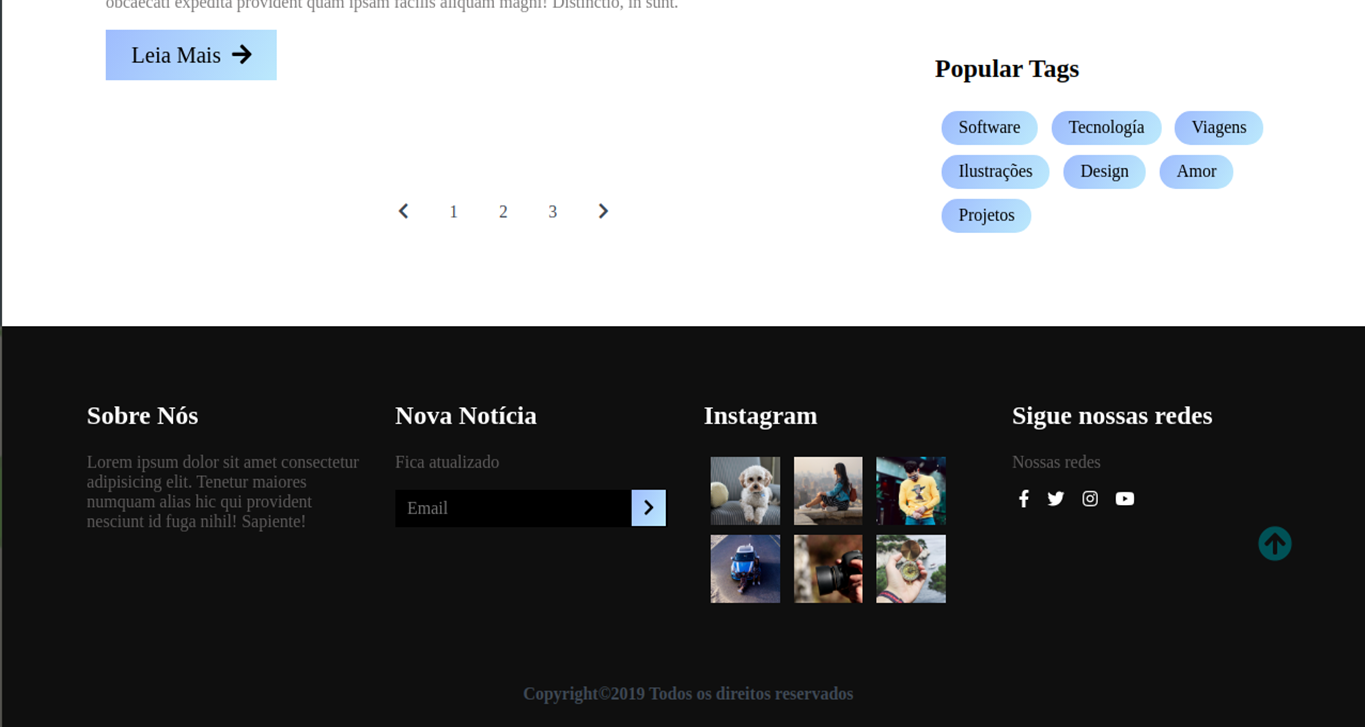 obcaecati expedita provident quam ipsam facilis aliquam magni! Distinctio, in sunt.
Leia Mais
Popular Tags
Software
Tecnología
Viagens
Ilustrações
Design
Amor
Projetos
1
2
3
Sobre Nós
Lorem ipsum dolor sit amet consectetur
adipisicing elit. Tenetur maiores
numquam alias hic qui provident
nesciunt id fuga nihil! Sapiente!
Nova Notícia
Fica atualizado
Email
Instagram
Sigue nossas redes
Nossas redes
Copyright©2019 Todos os direitos reservados